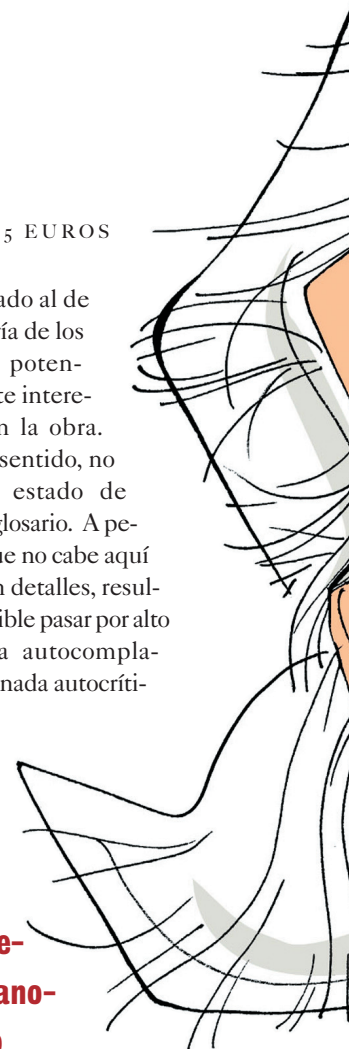 5 EUROS
ado al de
ía de los
poten-
te intere-
n la obra.
sentido, no
estado de
glosario. A pe-
ue no cabe aquí
n detalles, resul-
ible pasar por alto
a autocompla-
nada autocríti-
e-
ano-